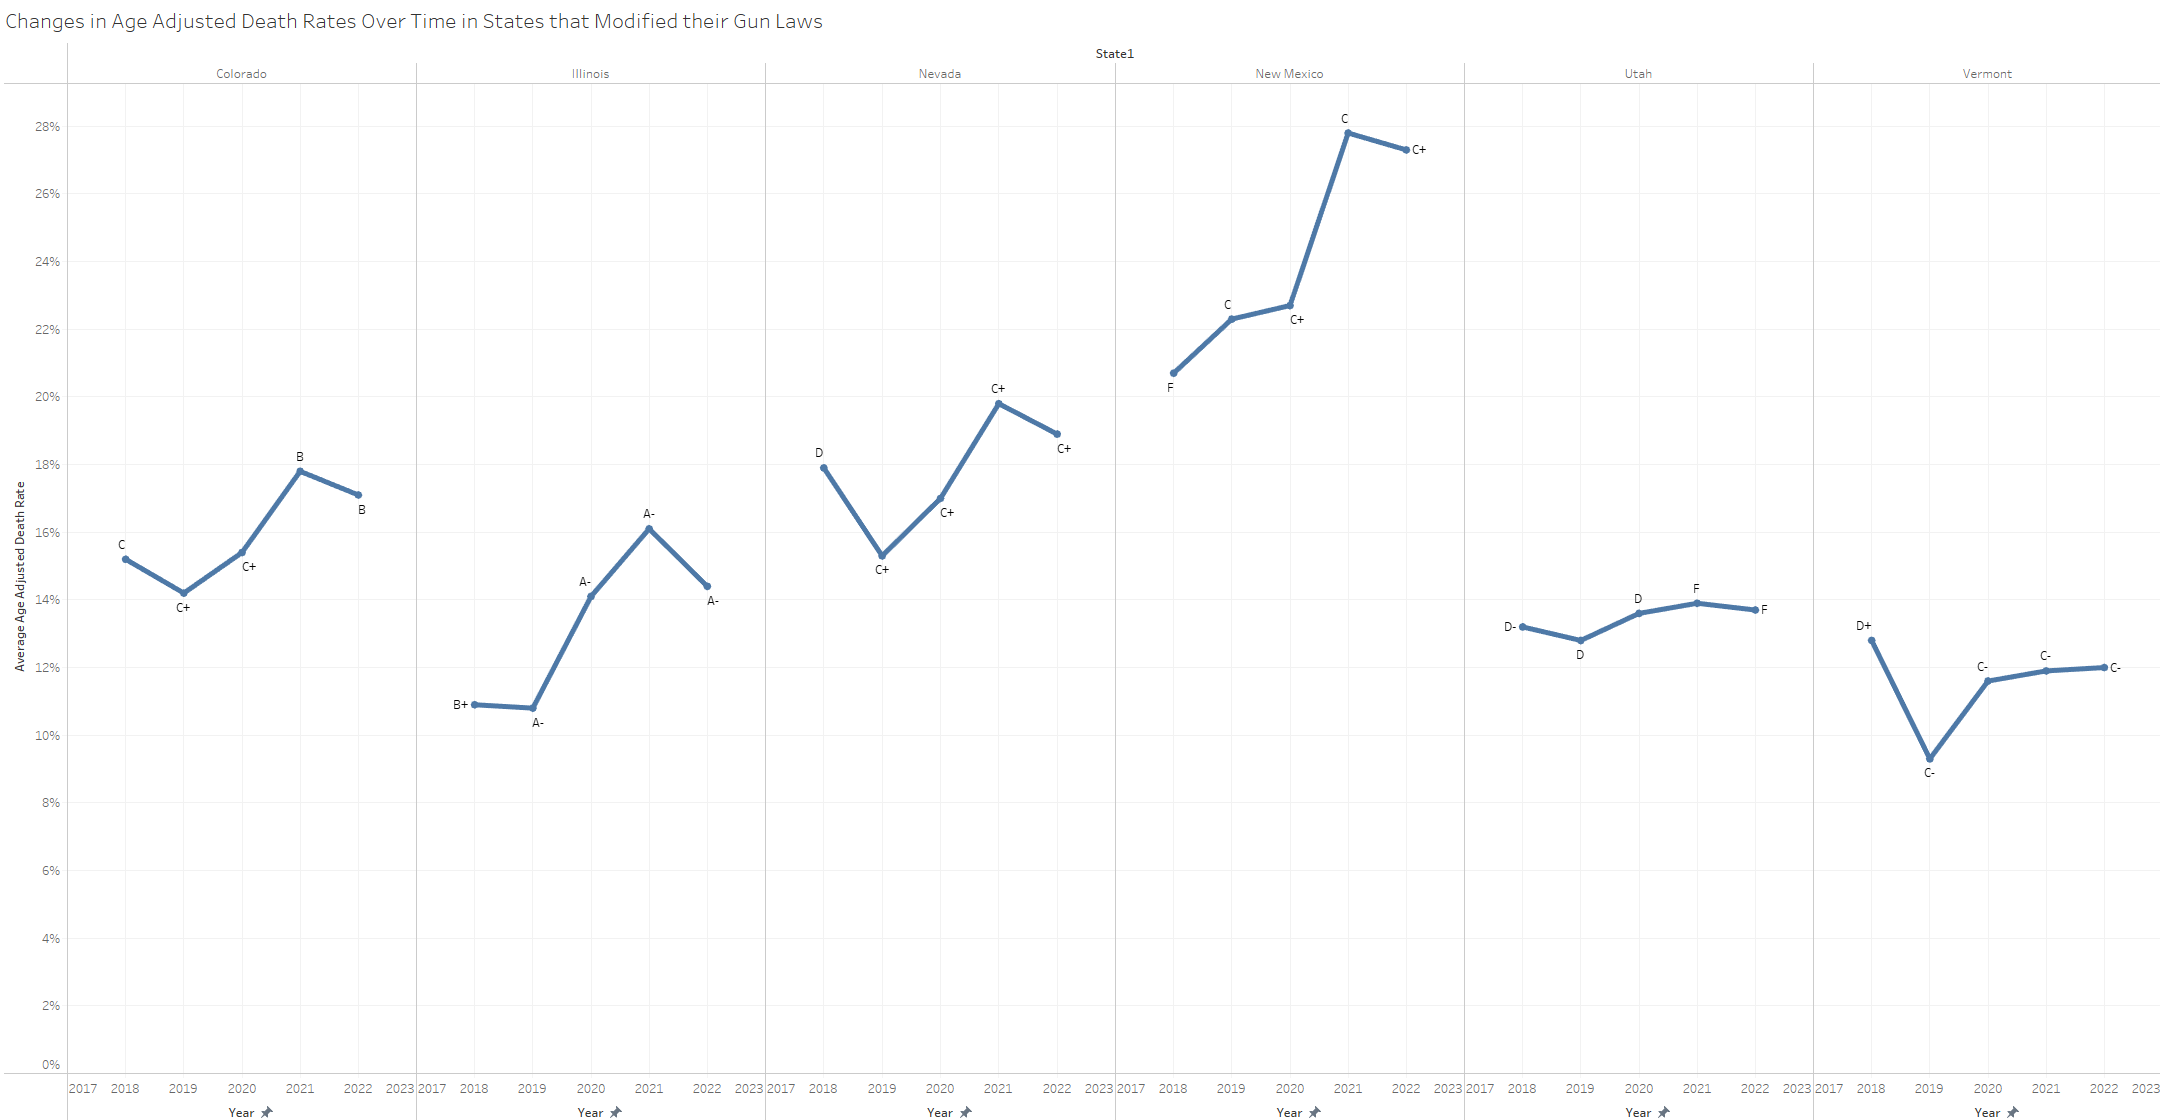 Changes in Age Adjusted Death Rates Over Time in States that Modified their Gun Laws
State1
Colorado Illinois Nevada New Mexico Utah Vermont
Average Age Adjusted Death Rate
28%
26%
24%
22%
20%
18%
16%
14%
12%
10%
8%
6%
4%
2%
0%
C
C+
C+
B
B
B+
A-
A-
A-
A-
D
C+
C+
C+
C+
F
C
C+
C
C+
D-
D
D
F
F
D+
C-
C-
C-
C-
2017 2018 2019 2020 2021 2022 2023 2017 2018 2019 2020 2021 2022 2023 2017 2018 2019 2020 2021 2022 2023 2017 2018 2019 2020 2021 2022 2023 2017 2018 2019 2020 2021 2022 2023 2017 2018 2019 2020 2021 2022 2023
Year Year Year Year Year Year